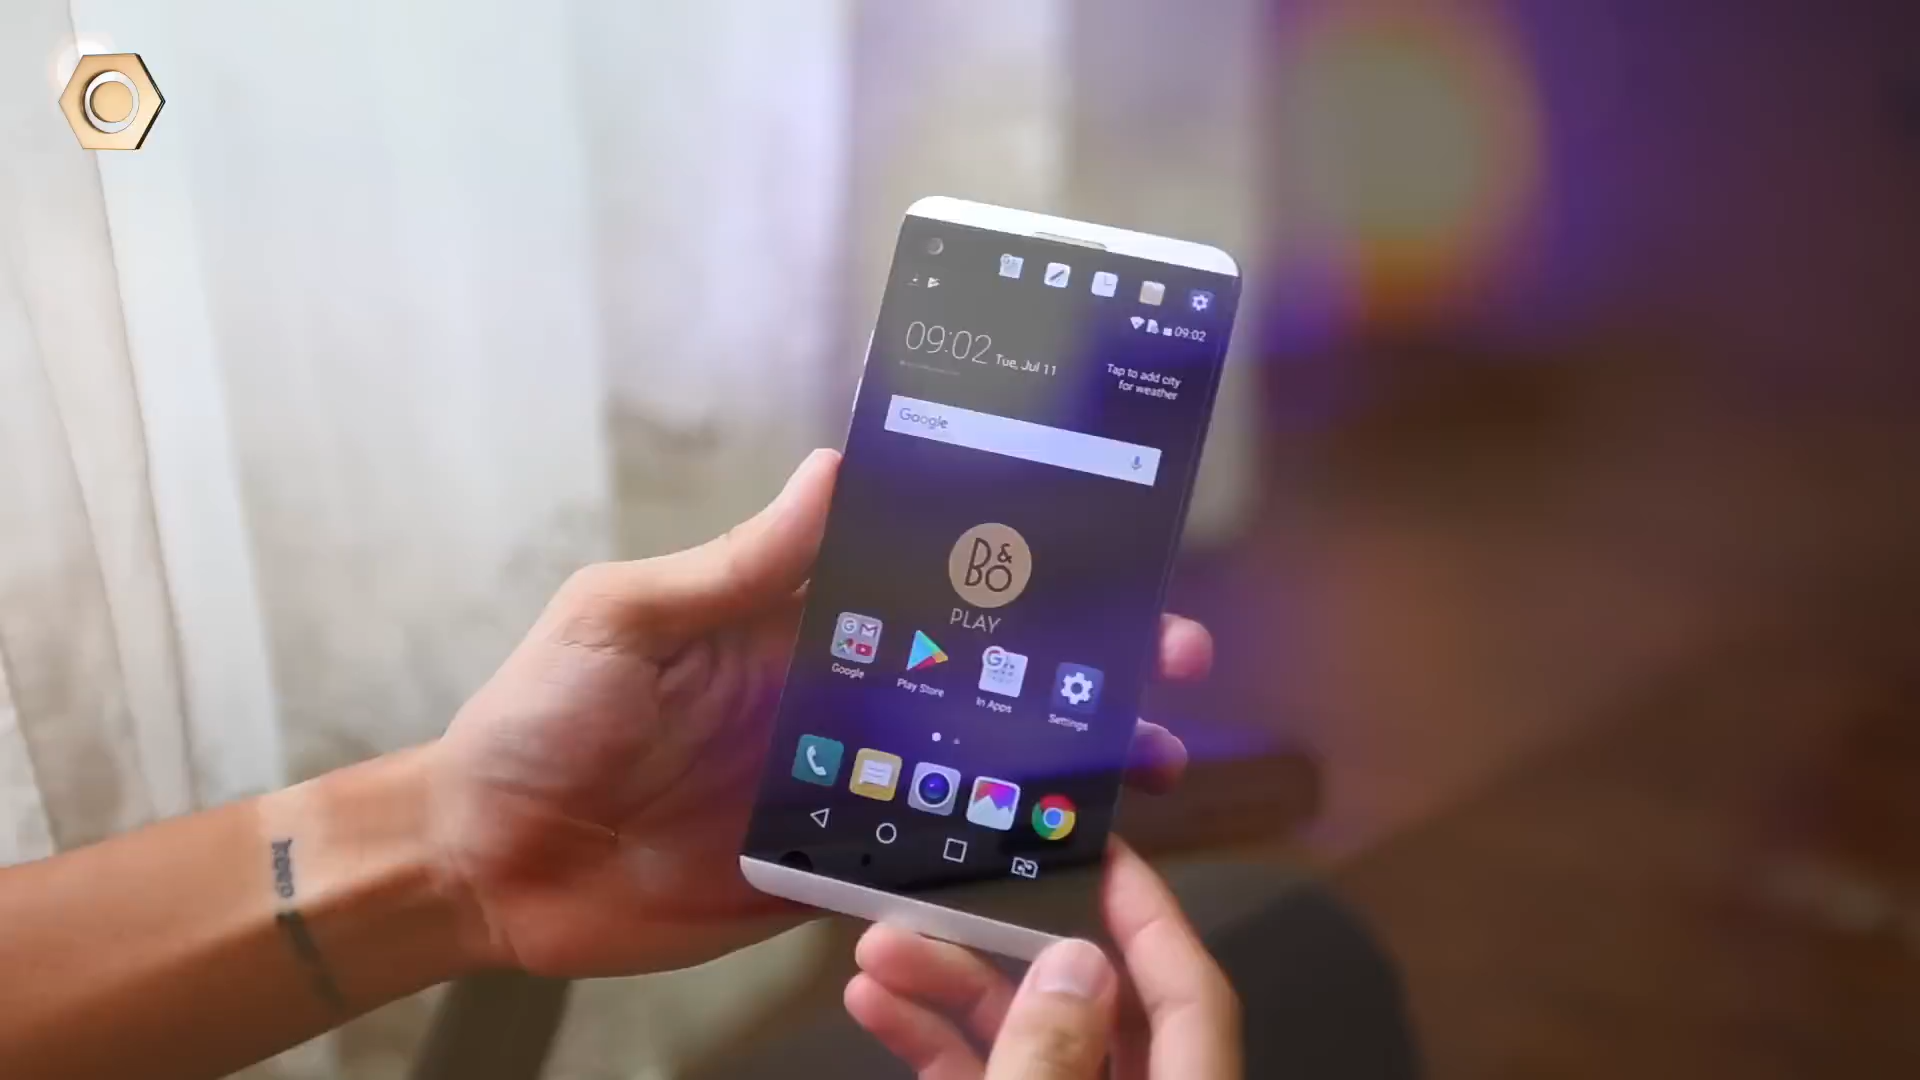 09:02
09:02 Tue, Jul 11
Tap to add city
for weather
Google
B&O
PLAY
Google
Play Store
In Apps
Settings